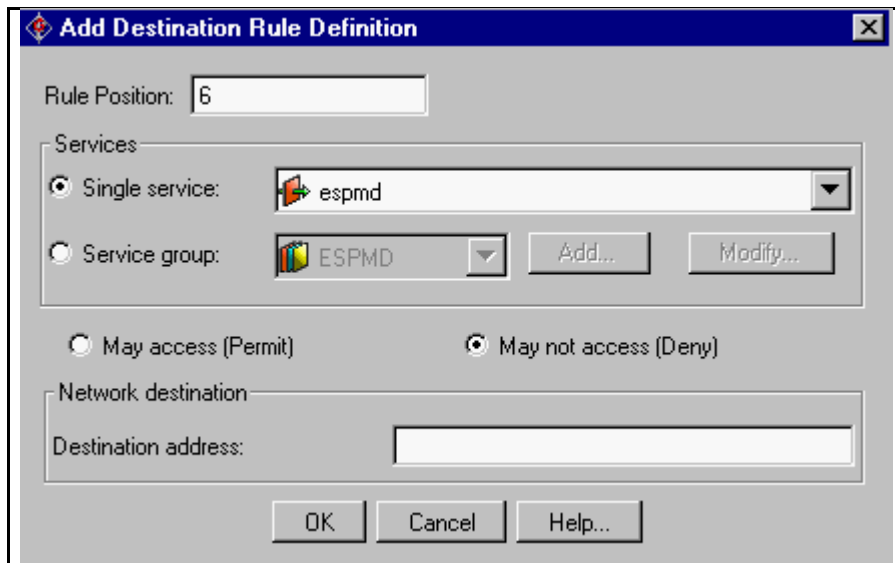 Add Destination Rule Definition
Rule Position: 6
Services
Single service: espmd
Service group: ESPMD Add... Modify...
May access (Permit) May not access (Deny)
Network destination
Destination address:
OK Cancel Help...